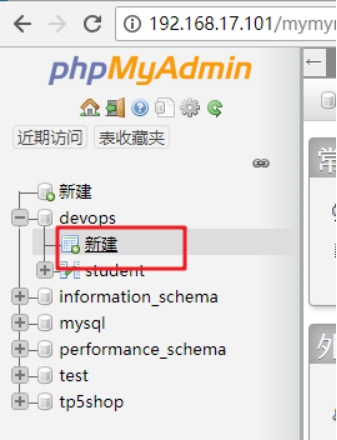 192.168.17.101/mymy
phpMyAdmin
近期访问 表收藏夹
新建
devops
新建
student
information_schema
mysql
performance_schema
test
tp5shop
常
外